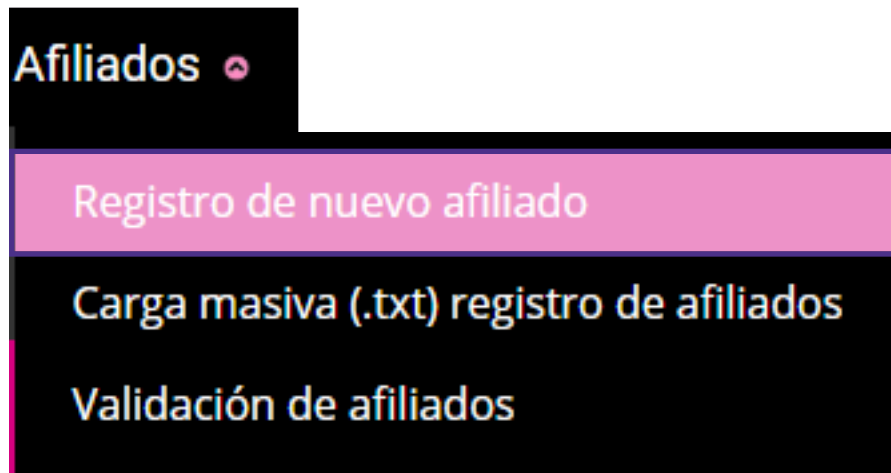 Afiliados
Registro de nuevo afiliado
Carga masiva (.txt) registro de afiliados
Validación de afiliados